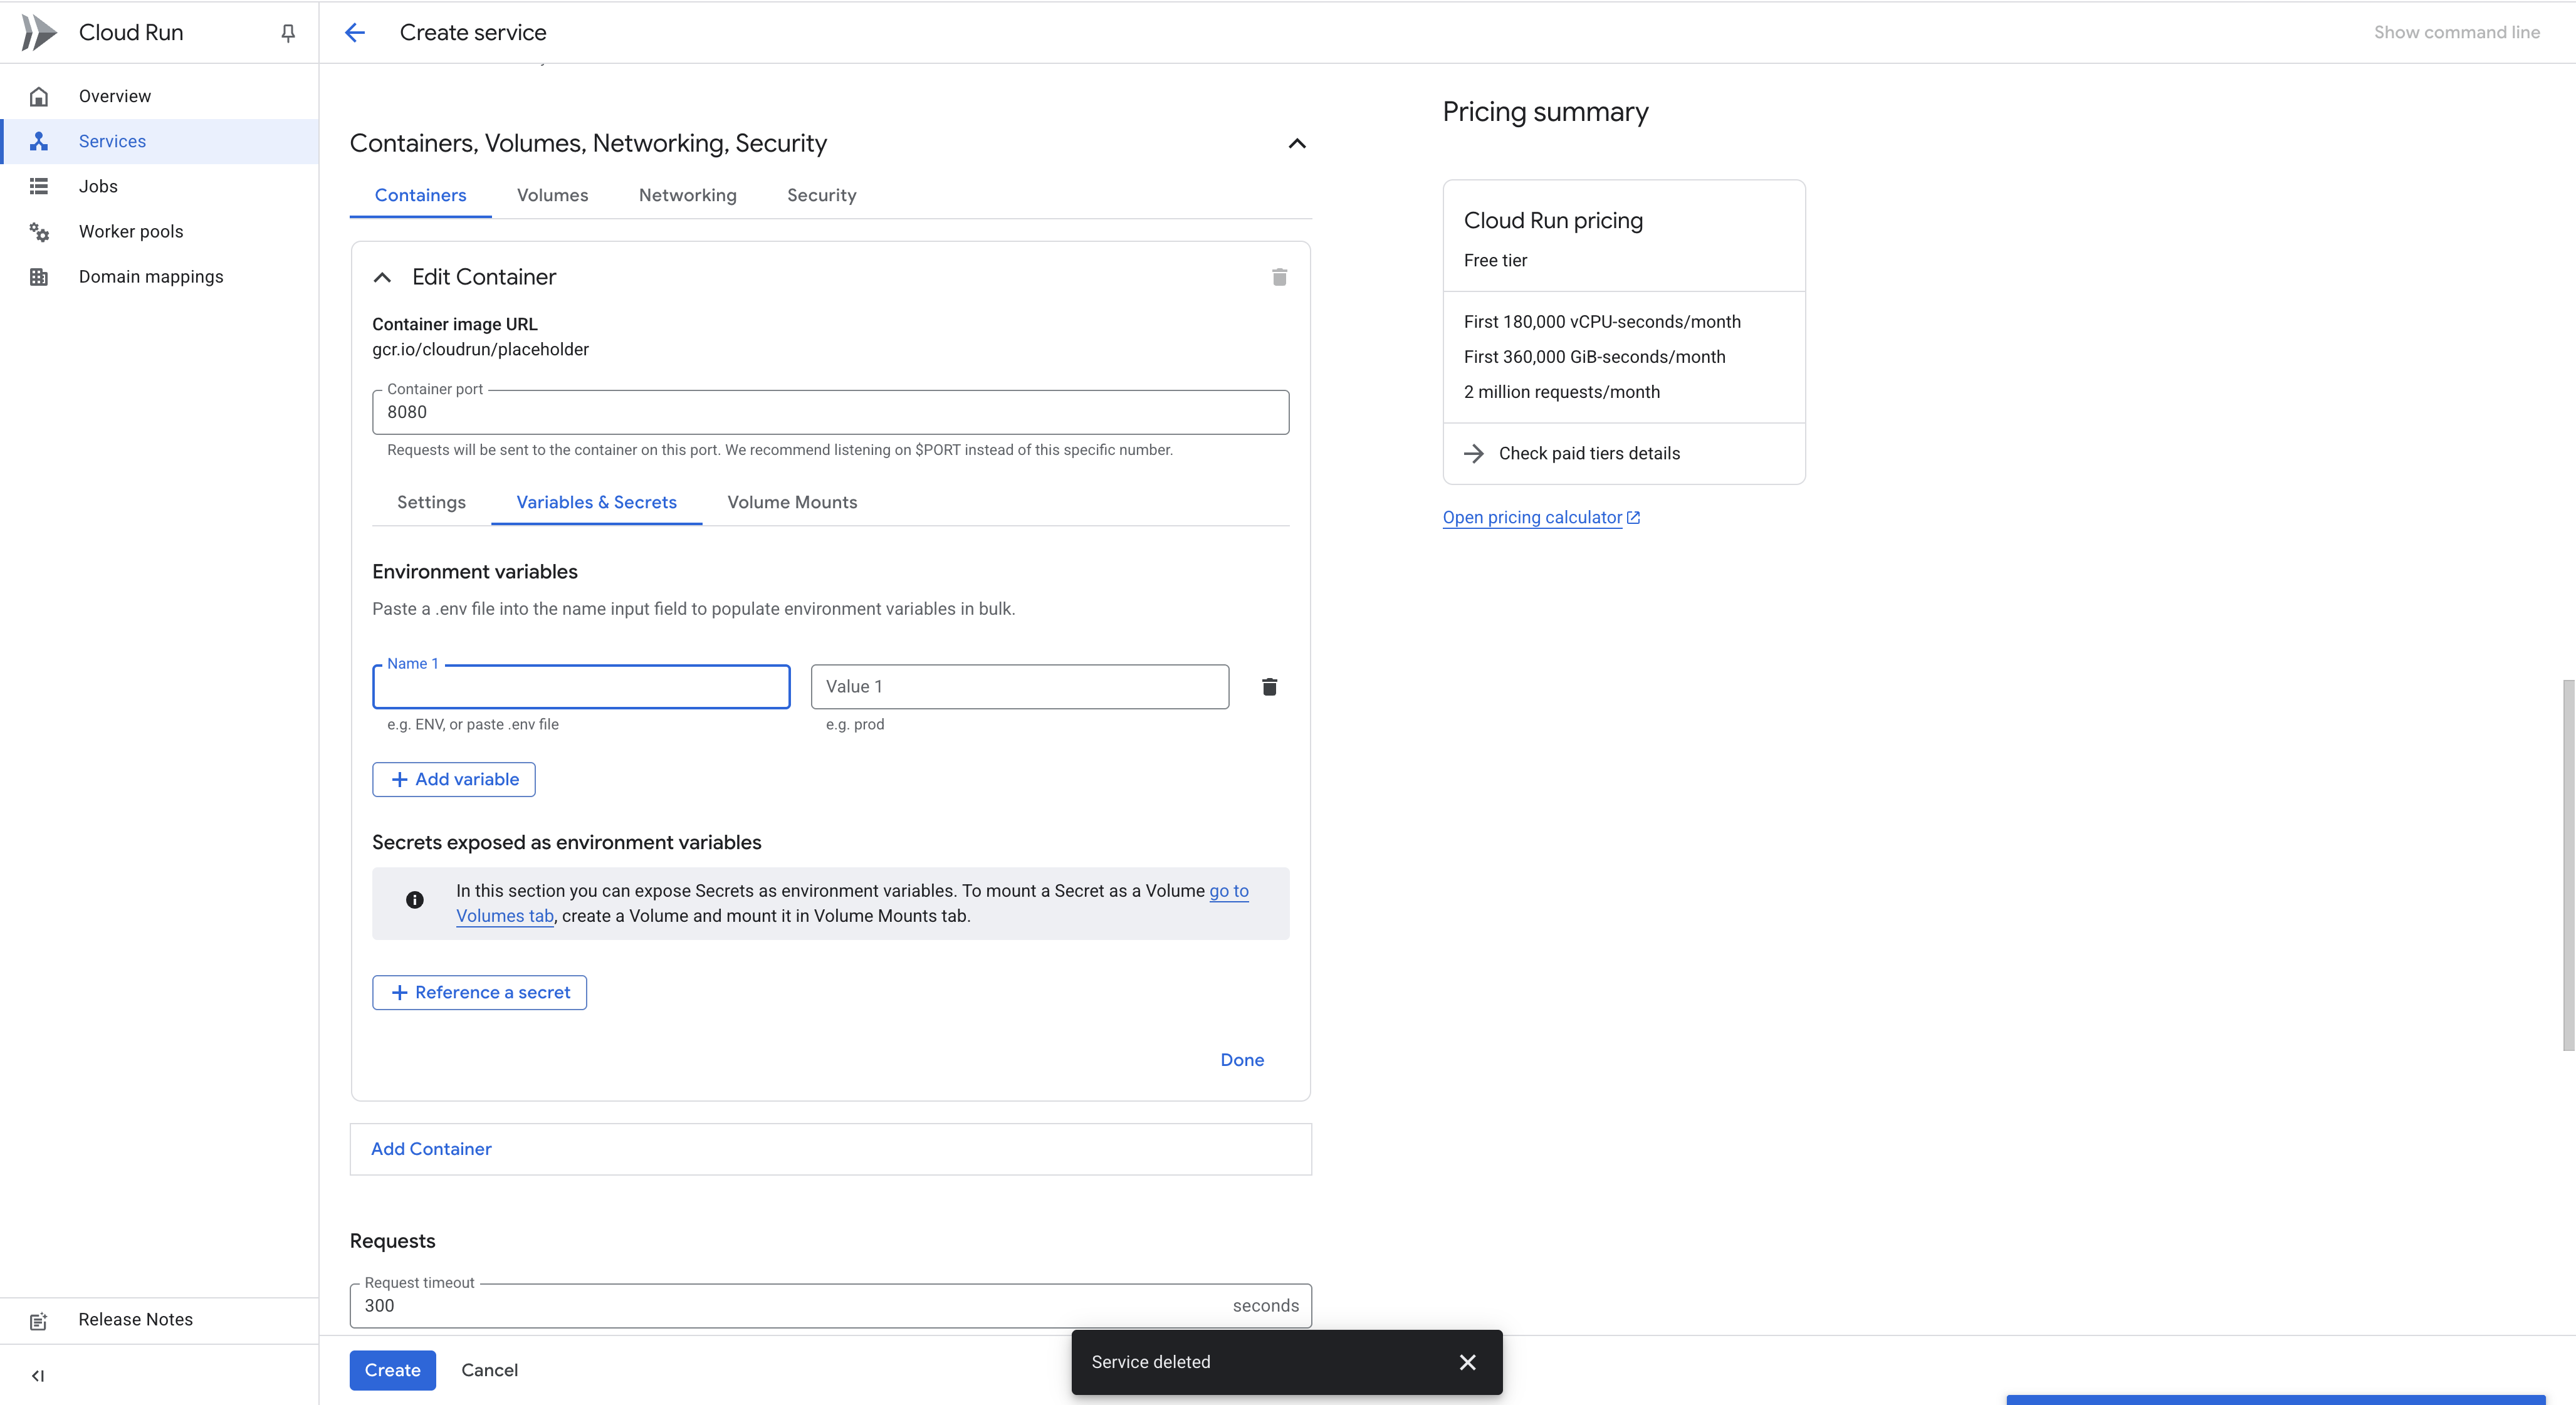 Cloud Run
Create service
Show command line
Overview
Services
Jobs
Worker pools
Domain mappings
Release Notes
Containers, Volumes, Networking, Security
Containers
Volumes
Networking
Security
Edit Container
Container image URL
gcr.io/cloudrun/placeholder
Container port
8080
Requests will be sent to the container on this port. We recommend listening on $PORT instead of this specific number.
Settings
Variables & Secrets
Volume Mounts
Environment variables
Paste a .env file into the name input field to populate environment variables in bulk.
Name 1
Value 1
e.g. ENV, or paste .env file
e.g. prod
Add variable
Secrets exposed as environment variables
In this section you can expose Secrets as environment variables. To mount a Secret as a Volume go to
Volumes tab, create a Volume and mount it in Volume Mounts tab.
Reference a secret
Done
Add Container
Requests
Request timeout
300
seconds
Create
Cancel
Service deleted
Pricing summary
Cloud Run pricing
Free tier
First 180,000 vCPU-seconds/month
First 360,000 GiB-seconds/month
2 million requests/month
Check paid tiers details
Open pricing calculator